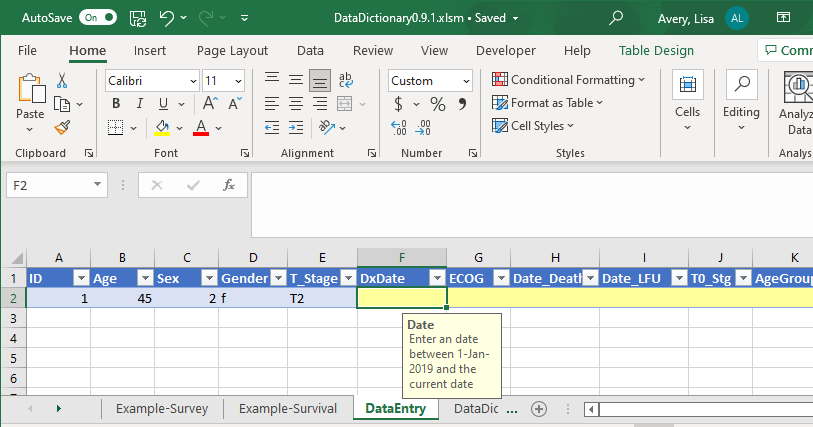 AutoSave On DataDictionary0.9.1.xlsm • Saved Avery, Lisa AL
File Home Insert Page Layout Data Review View Developer Help Table Design Comm
Paste Calibri 11 ab Custom Conditional Formatting Cells Editing Analyz
B I U A A $ % 9 Format as Table Data
A Cell Styles
Clipboard Font Alignment Number Styles Analys
F2 fx
A B C D E F G H I J K
1 ID Age Sex Gender T_Stage DxDate ECOG Date_Death Date_LFU T0_Stg AgeGroup
2 1 45 2 f T2
3
Date
4 Enter an date
between 1-Jan-
5 2019 and the
6 current date
Example-Survey Example-Survival DataEntry DataDic ...